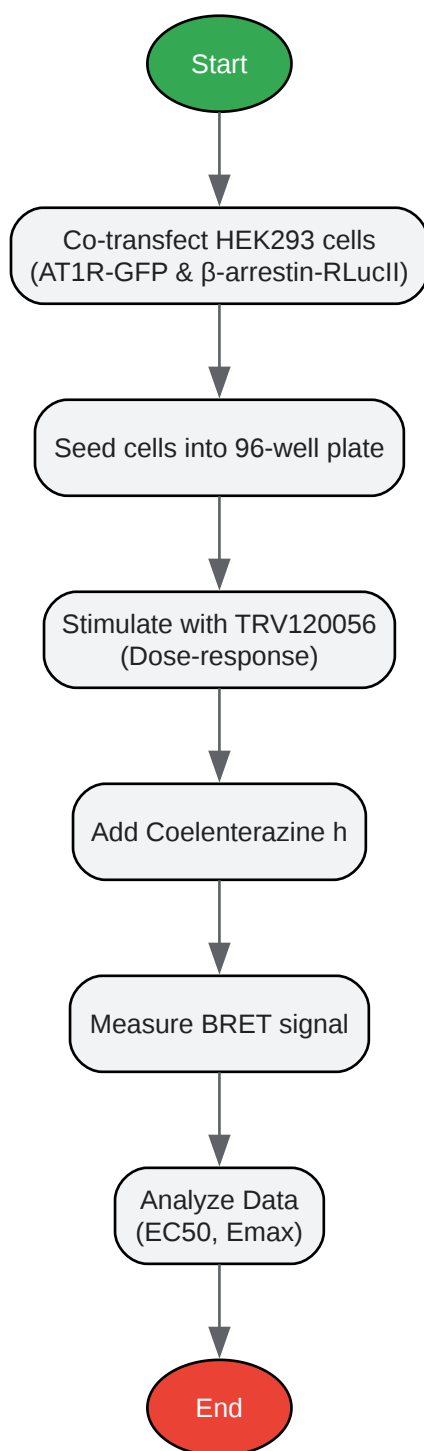 Start
Co-transfect HEK293 cells
(AT1R-GFP & β-arrestin-RLucII)
Seed cells into 96-well plate
Stimulate with TRV120056
(Dose-response)
Add Coelenterazine h
Measure BRET signal
Analyze Data
(EC50, Emax)
End